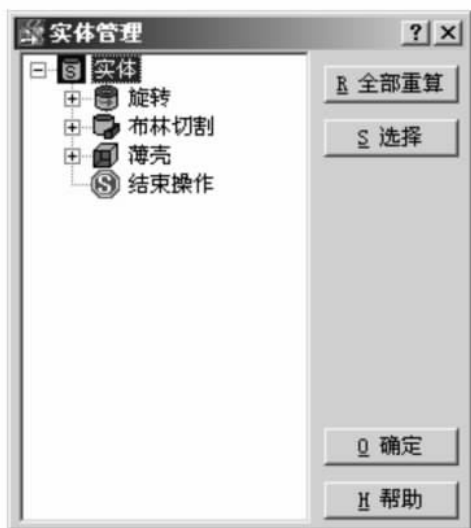 实体管理
实体
旋转
布林切割
薄壳
结束操作
R 全部重算
S 选择
O 确定
H 帮助